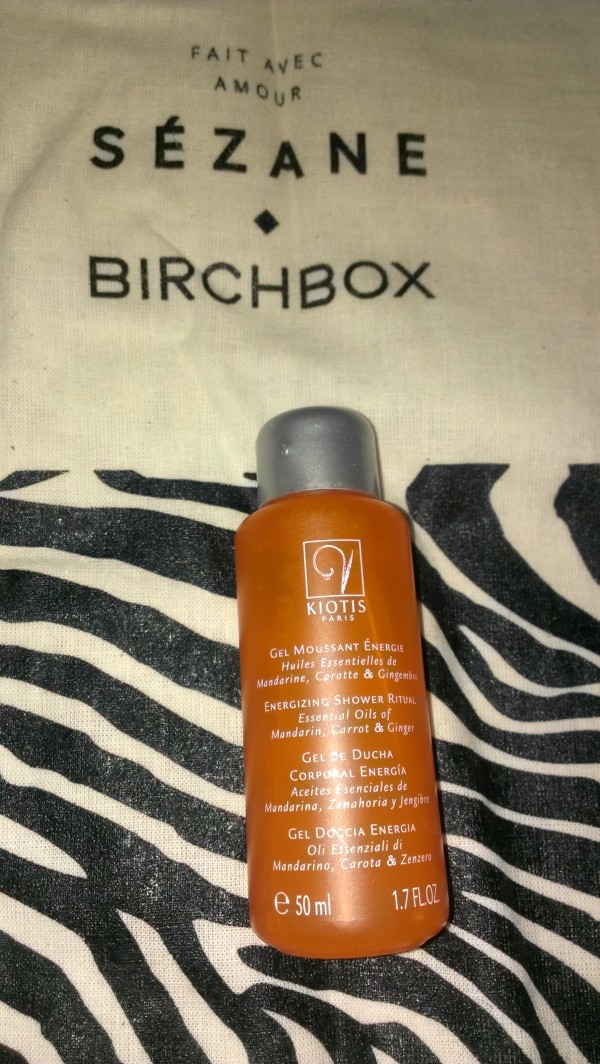 FAIT AVEC
AMOUR
SÉZANE
BIRCHBOX
KIOTIS
PARIS
GEL MOUSSANT ÉNERGIE
Huiles Essentielles de
Mandarine, Carotte & Gingembre
ENERGIZING SHOWER RITUAL
Essential Oils of
Mandarin, Carrot & Ginger
GEL DE DUCHA
CORPORAL ENERGÍA
Aceites Esenciales de
Mandarina, Zanahoria y Jengibre
GEL DOCCIA ENERGIA
Oli Essenziali di
Mandarino, Carota & Zenzero
e 50 ml 1.7 FL.OZ